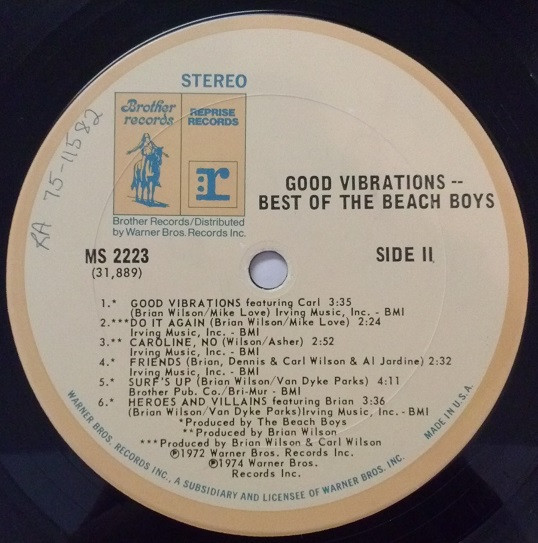 STEREO
Brother records
REPRISE RECORDS
r
RA 75-11582
Brother Records/Distributed
by Warner Bros. Records Inc.
GOOD VIBRATIONS --
BEST OF THE BEACH BOYS
MS 2223
(31,889)
SIDE II
1.* GOOD VIBRATIONS featuring Carl 3:35
(Brian Wilson/Mike Love) Irving Music, Inc. - BMI
2.***DO IT AGAIN (Brian Wilson/Mike Love) 2:24
Irving Music, Inc. - BMI
3.** CAROLINE, NO (Wilson/Asher) 2:52
Irving Music, Inc. - BMI
4.* FRIENDS (Brian, Dennis & Carl Wilson & Al Jardine) 2:32
Irving Music, Inc. - BMI
5.* SURF'S UP (Brian Wilson/Van Dyke Parks) 4:11
Brother Pub. Co./Bri-Mur - BMI
6.* HEROES AND VILLAINS featuring Brian 3:36
(Brian Wilson/Van Dyke Parks)Irving Music, Inc. - BMI
*Produced by The Beach Boys
**Produced by Brian Wilson
***Produced by Brian Wilson & Carl Wilson
℗1972 Warner Bros. Records Inc.
℗1974 Warner Bros.
Records Inc.
WARNER BROS. RECORDS INC., A SUBSIDIARY AND LICENSEE OF WARNER BROS. INC.
MADE IN U.S.A.